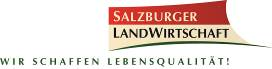 SALZBURGER
LANDWIRTSCHAFT
WIR SCHAFFEN LEBENSQUALITÄT!